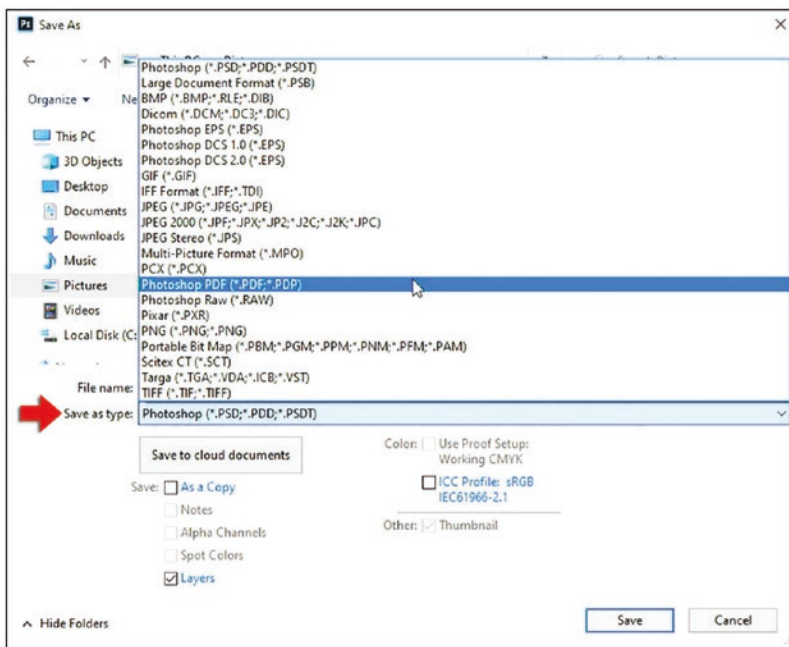 Ps Save As
Organize
Ne
This PC
3D Objects
Desktop
Documents
Downloads
Music
Pictures
Videos
Local Disk (C:
Photoshop (*.PSD;*.PDD;*.PSDT)
Large Document Format (*.PSB)
BMP (*.BMP;*.RLE;*.DIB)
Dicom (*.DCM;*.DC3;*.DIC)
Photoshop EPS (*.EPS)
Photoshop DCS 1.0 (*.EPS)
Photoshop DCS 2.0 (*.EPS)
GIF (*.GIF)
IFF Format (*.IFF;*.TDI)
JPEG (*.JPG;*.JPEG;*.JPE)
JPEG 2000 (*.JPF;*.JPX;*.JP2;*.J2C;*.J2K;*.JPC)
JPEG Stereo (*.JPS)
Multi-Picture Format (*.MPO)
PCX (*.PCX)
Photoshop PDF (*.PDF;*.PDP)
Photoshop Raw (*.RAW)
Pixar (*.PXR)
PNG (*.PNG;*.PNG)
Portable Bit Map (*.PBM;*.PGM;*.PPM;*.PNM;*.PFM;*.PAM)
Scitex CT (*.SCT)
Targa (*.TGA;*.VDA;*.ICB;*.VST)
TIFF (*.TIF;*.TIFF)
File name:
Save as type: Photoshop (*.PSD;*.PDD;*.PSDT)
Save to cloud documents
Save: As a Copy
Notes
Alpha Channels
Spot Colors
Layers
Color: Use Proof Setup:
Working CMYK
ICC Profile: sRGB
IEC61966-2.1
Other: Thumbnail
Hide Folders
Save
Cancel